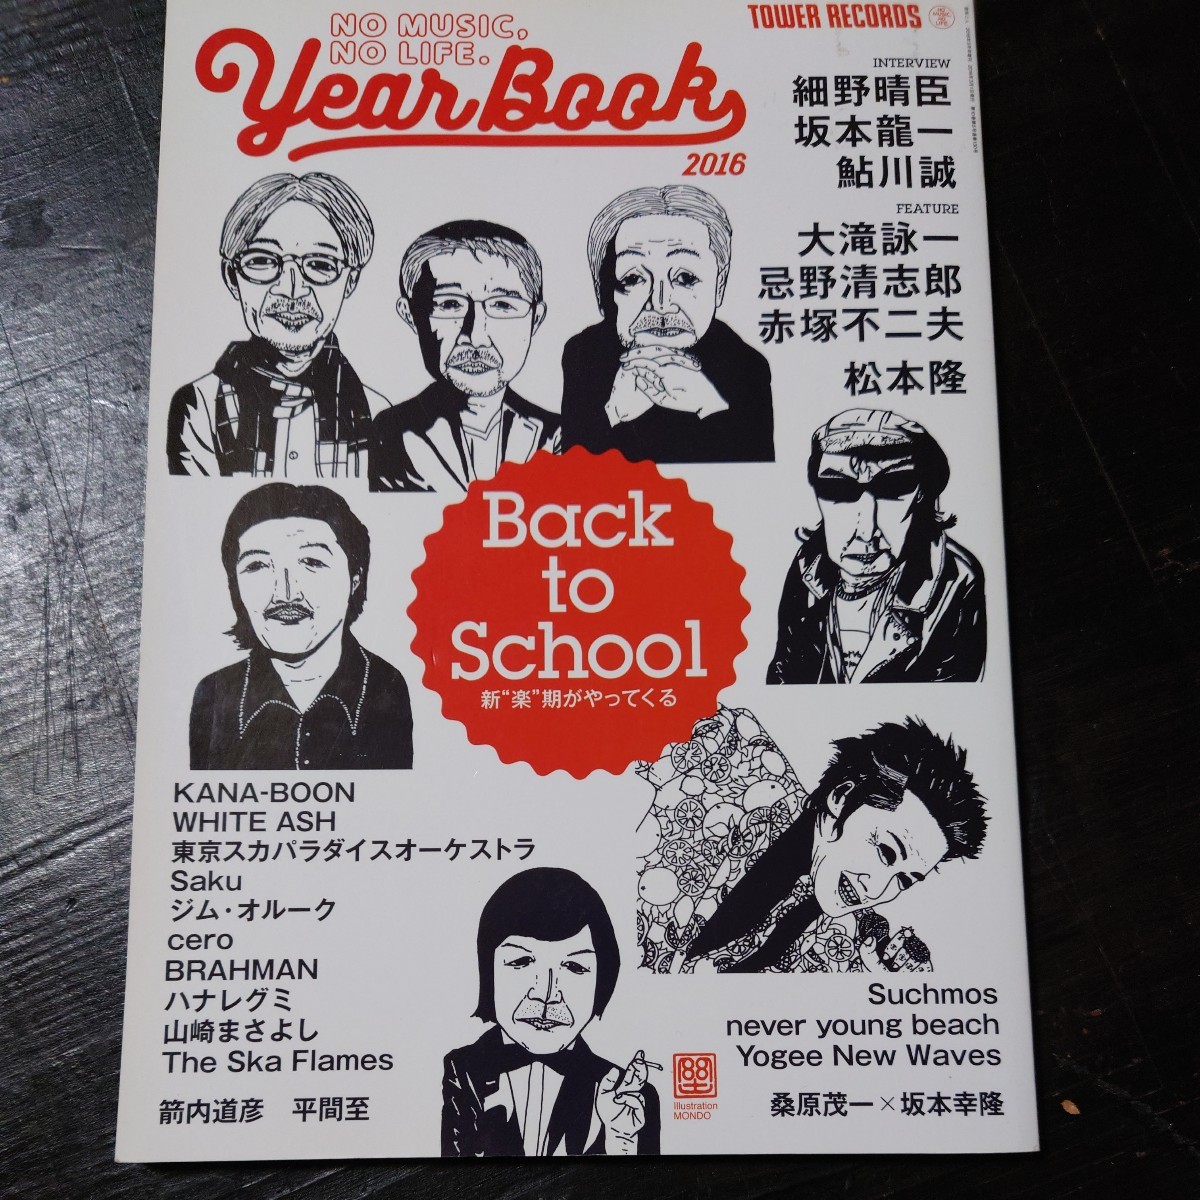 NO MUSIC,
NO LIFE.
Year Book
2016
TOWER RECORDS
NO MUSIC NO LIFE
INTERVIEW
細野晴臣
坂本龍一
鮎川誠
FEATURE
大滝詠一
忌野清志郎
赤塚不二夫
松本隆
Back
to
School
新“楽”期がやってくる
KANA-BOON
WHITE ASH
東京スカパラダイスオーケストラ
Saku
ジム・オルーク
cero
BRAHMAN
ハナレグミ
山崎まさよし
The Ska Flames
箭内道彦 平間至
Illustration
MONDO
Suchmos
never young beach
Yogee New Waves
桑原茂一×坂本幸隆